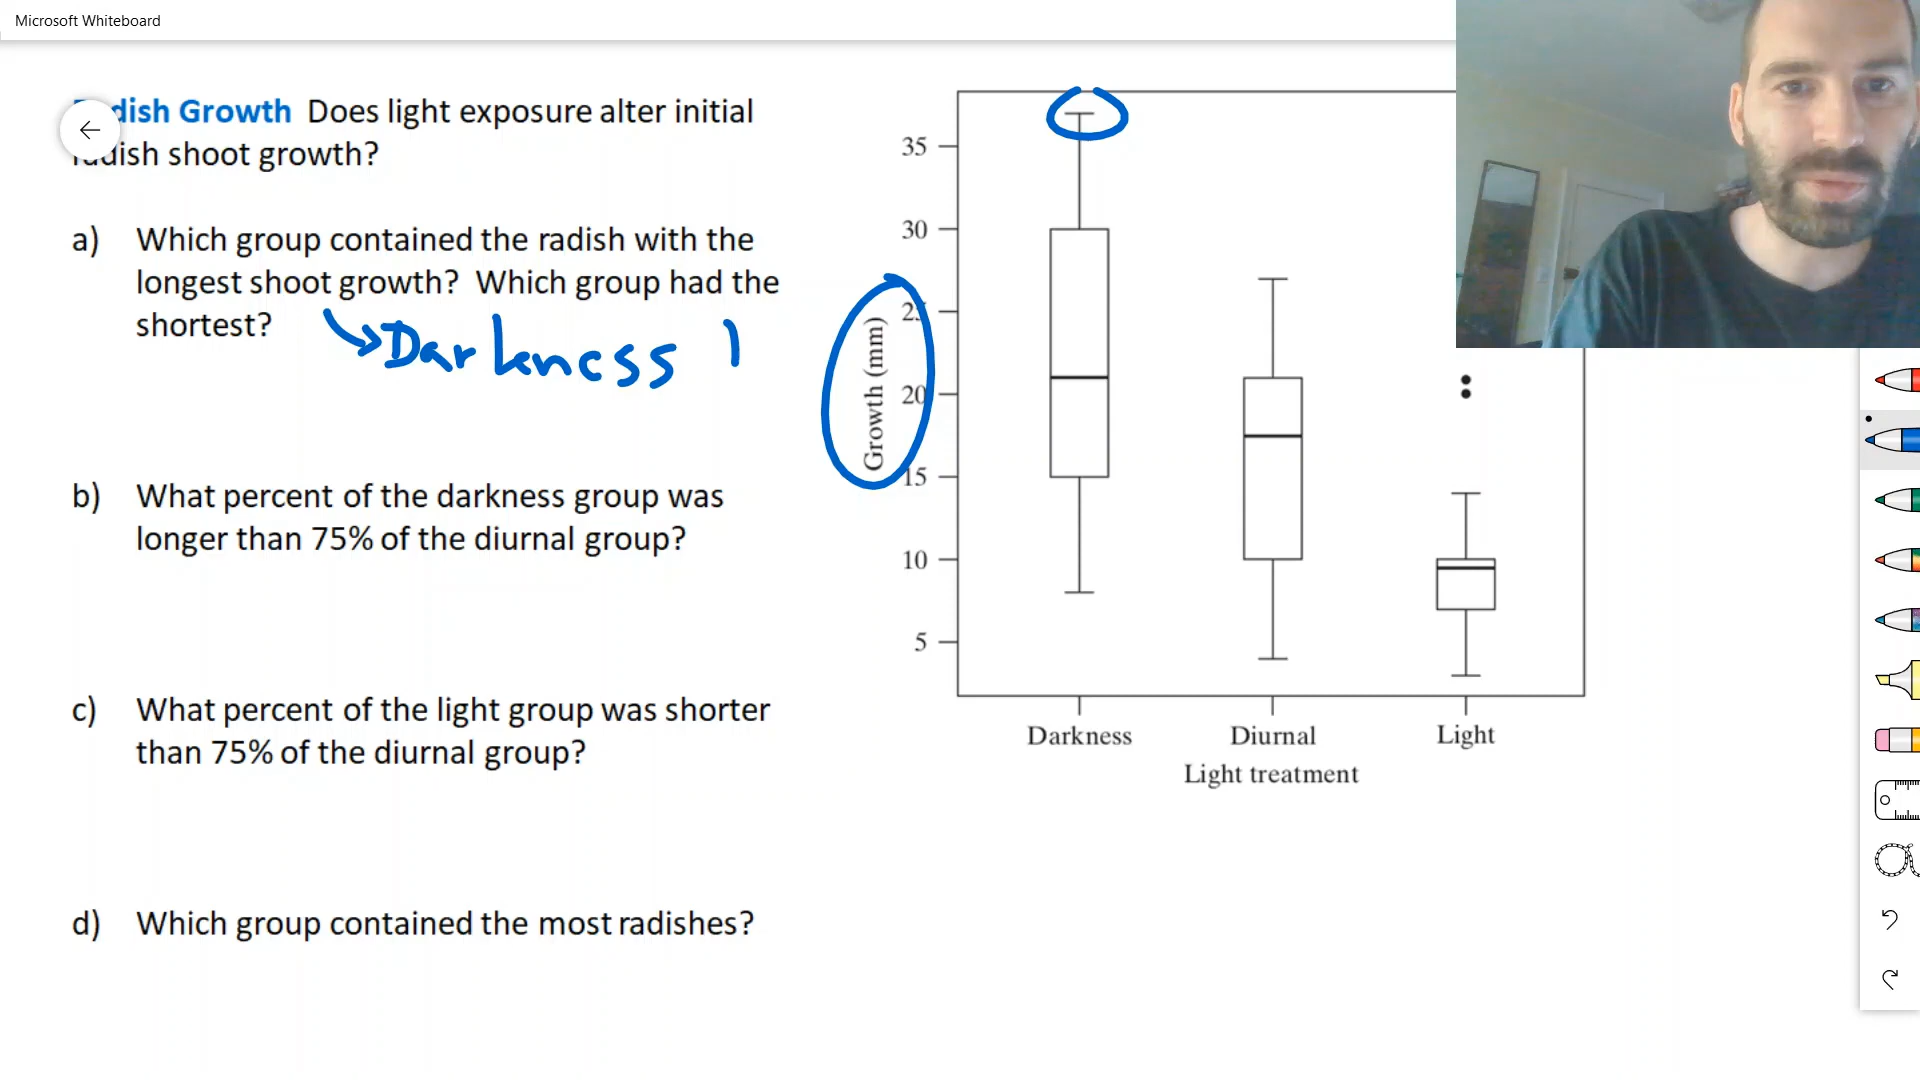 Microsoft Whiteboard
dish Growth Does light exposure alter initial
radish shoot growth?
a) Which group contained the radish with the
longest shoot growth? Which group had the
shortest?
Darkness
b) What percent of the darkness group was
longer than 75% of the diurnal group?
c) What percent of the light group was shorter
than 75% of the diurnal group?
d) Which group contained the most radishes?
35
30
20
15
10
5
Growth (mm)
Darkness Diurnal Light
Light treatment